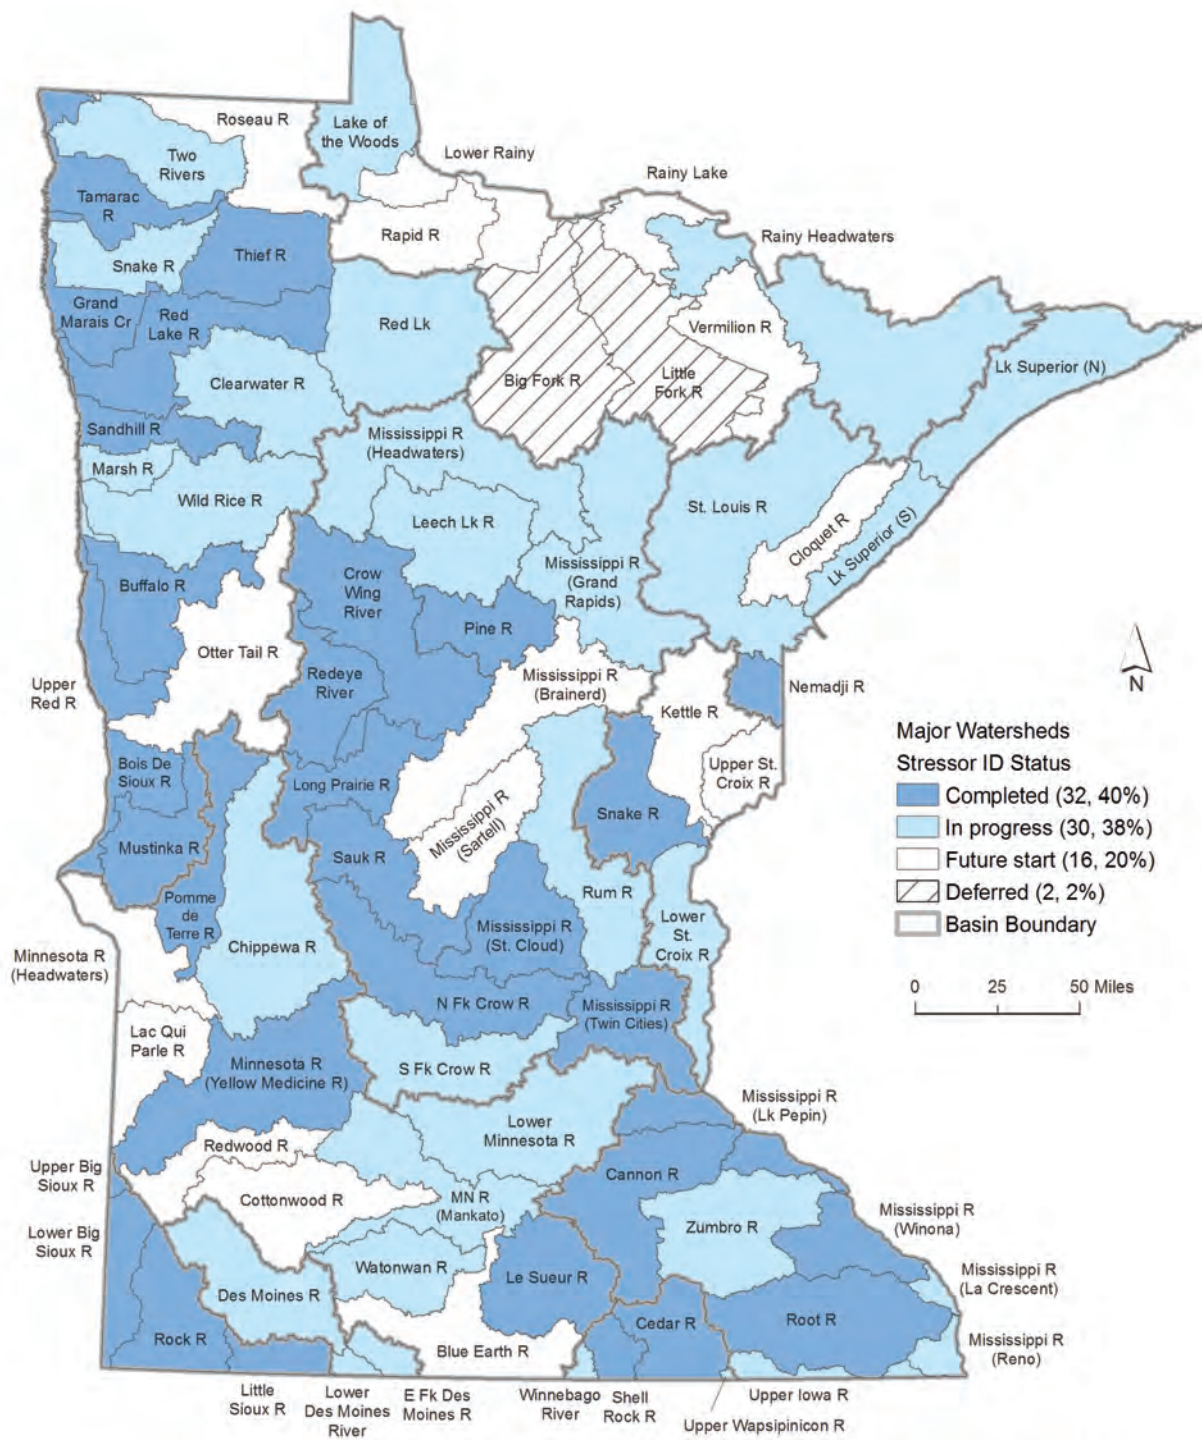 Roseau R
Lake of
the Woods
Lower Rainy
Rainy Lake
Two
Rivers
Tamarac
R
Rapid R
Rainy Headwaters
Thief R
Snake R
Grand
Marais Cr
Red
Lake R
Red Lk
Vermilion R
Lk Superior (N)
Clearwater R
Big Fork R
Little
Fork R
Sandhill R
Mississippi R
(Headwaters)
Marsh R
Wild Rice R
Leech Lk R
St. Louis R
Cloquet R
Lk Superior (S)
Mississippi R
(Grand
Rapids)
Buffalo R
Crow
Wing
River
Pine R
Otter Tail R
Redeye
River
Mississippi R
(Brainerd)
Upper
Red R
Kettle R
Nemadji R
N
Bois De
Sioux R
Long Prairie R
Upper St.
Croix R
Mississippi R
(Sartell)
Snake R
Mustinka R
Sauk R
Rum R
Pomme
de
Terre R
Chippewa R
Mississippi R
(St. Cloud)
Lower
St.
Croix R
Minnesota R
(Headwaters)
N Fk Crow R
Mississippi R
(Twin Cities)
Lac Qui
Parle R
Minnesota R
(Yellow Medicine R)
S Fk Crow R
Major Watersheds
Stressor ID Status
Completed (32, 40%)
In progress (30, 38%)
Future start (16, 20%)
Deferred (2, 2%)
Basin Boundary
0 25 50 Miles
Mississippi R
(Lk Pepin)
Lower
Minnesota R
Redwood R
Upper Big
Sioux R
Cannon R
Cottonwood R
MN R
(Mankato)
Zumbro R
Mississippi R
(Winona)
Lower Big
Sioux R
Watonwan R
Le Sueur R
Mississippi R
(La Crescent)
Des Moines R
Root R
Rock R
Cedar R
Blue Earth R
Mississippi R
(Reno)
Little
Sioux R
Lower
Des Moines
River
E Fk Des
Moines R
Winnebago
River
Shell
Rock R
Upper Iowa R
Upper Wapsipinicon R